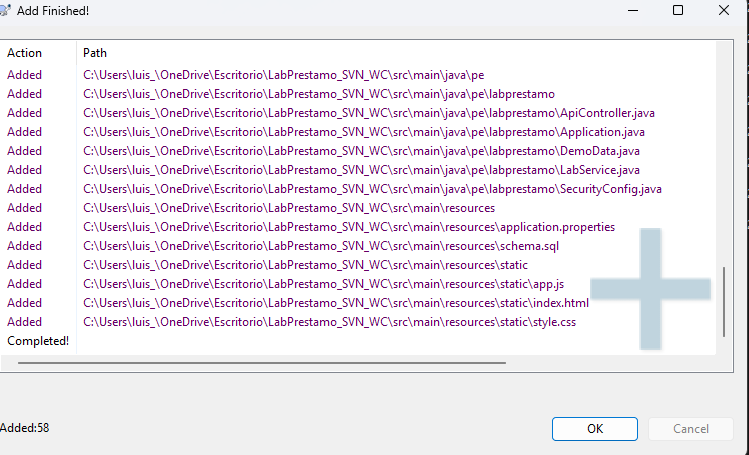 Add Finished!
Action Path
Added C:\Users\luis_\OneDrive\Escritorio\LabPrestamo_SVN_WC\src\main\java\pe
Added C:\Users\luis_\OneDrive\Escritorio\LabPrestamo_SVN_WC\src\main\java\pe\labprestamo
Added C:\Users\luis_\OneDrive\Escritorio\LabPrestamo_SVN_WC\src\main\java\pe\labprestamo\ApiController.java
Added C:\Users\luis_\OneDrive\Escritorio\LabPrestamo_SVN_WC\src\main\java\pe\labprestamo\Application.java
Added C:\Users\luis_\OneDrive\Escritorio\LabPrestamo_SVN_WC\src\main\java\pe\labprestamo\DemoData.java
Added C:\Users\luis_\OneDrive\Escritorio\LabPrestamo_SVN_WC\src\main\java\pe\labprestamo\LabService.java
Added C:\Users\luis_\OneDrive\Escritorio\LabPrestamo_SVN_WC\src\main\java\pe\labprestamo\SecurityConfig.java
Added C:\Users\luis_\OneDrive\Escritorio\LabPrestamo_SVN_WC\src\main\resources
Added C:\Users\luis_\OneDrive\Escritorio\LabPrestamo_SVN_WC\src\main\resources\application.properties
Added C:\Users\luis_\OneDrive\Escritorio\LabPrestamo_SVN_WC\src\main\resources\schema.sql
Added C:\Users\luis_\OneDrive\Escritorio\LabPrestamo_SVN_WC\src\main\resources\static
Added C:\Users\luis_\OneDrive\Escritorio\LabPrestamo_SVN_WC\src\main\resources\static\app.js
Added C:\Users\luis_\OneDrive\Escritorio\LabPrestamo_SVN_WC\src\main\resources\static\index.html
Added C:\Users\luis_\OneDrive\Escritorio\LabPrestamo_SVN_WC\src\main\resources\static\style.css
Completed!
Added:58 OK Cancel